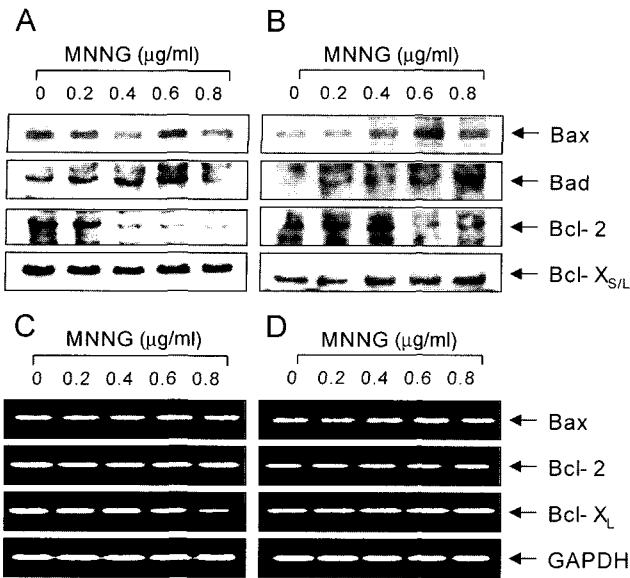 A
B
MNNG (μg/ml)
MNNG (μg/ml)
0 0.2 0.4 0.6 0.8
0 0.2 0.4 0.6 0.8
Bax
Bad
Bcl-2
Bcl-X_S/L
C
D
MNNG (μg/ml)
MNNG (μg/ml)
0 0.2 0.4 0.6 0.8
0 0.2 0.4 0.6 0.8
Bax
Bcl-2
Bcl-X_L
GAPDH